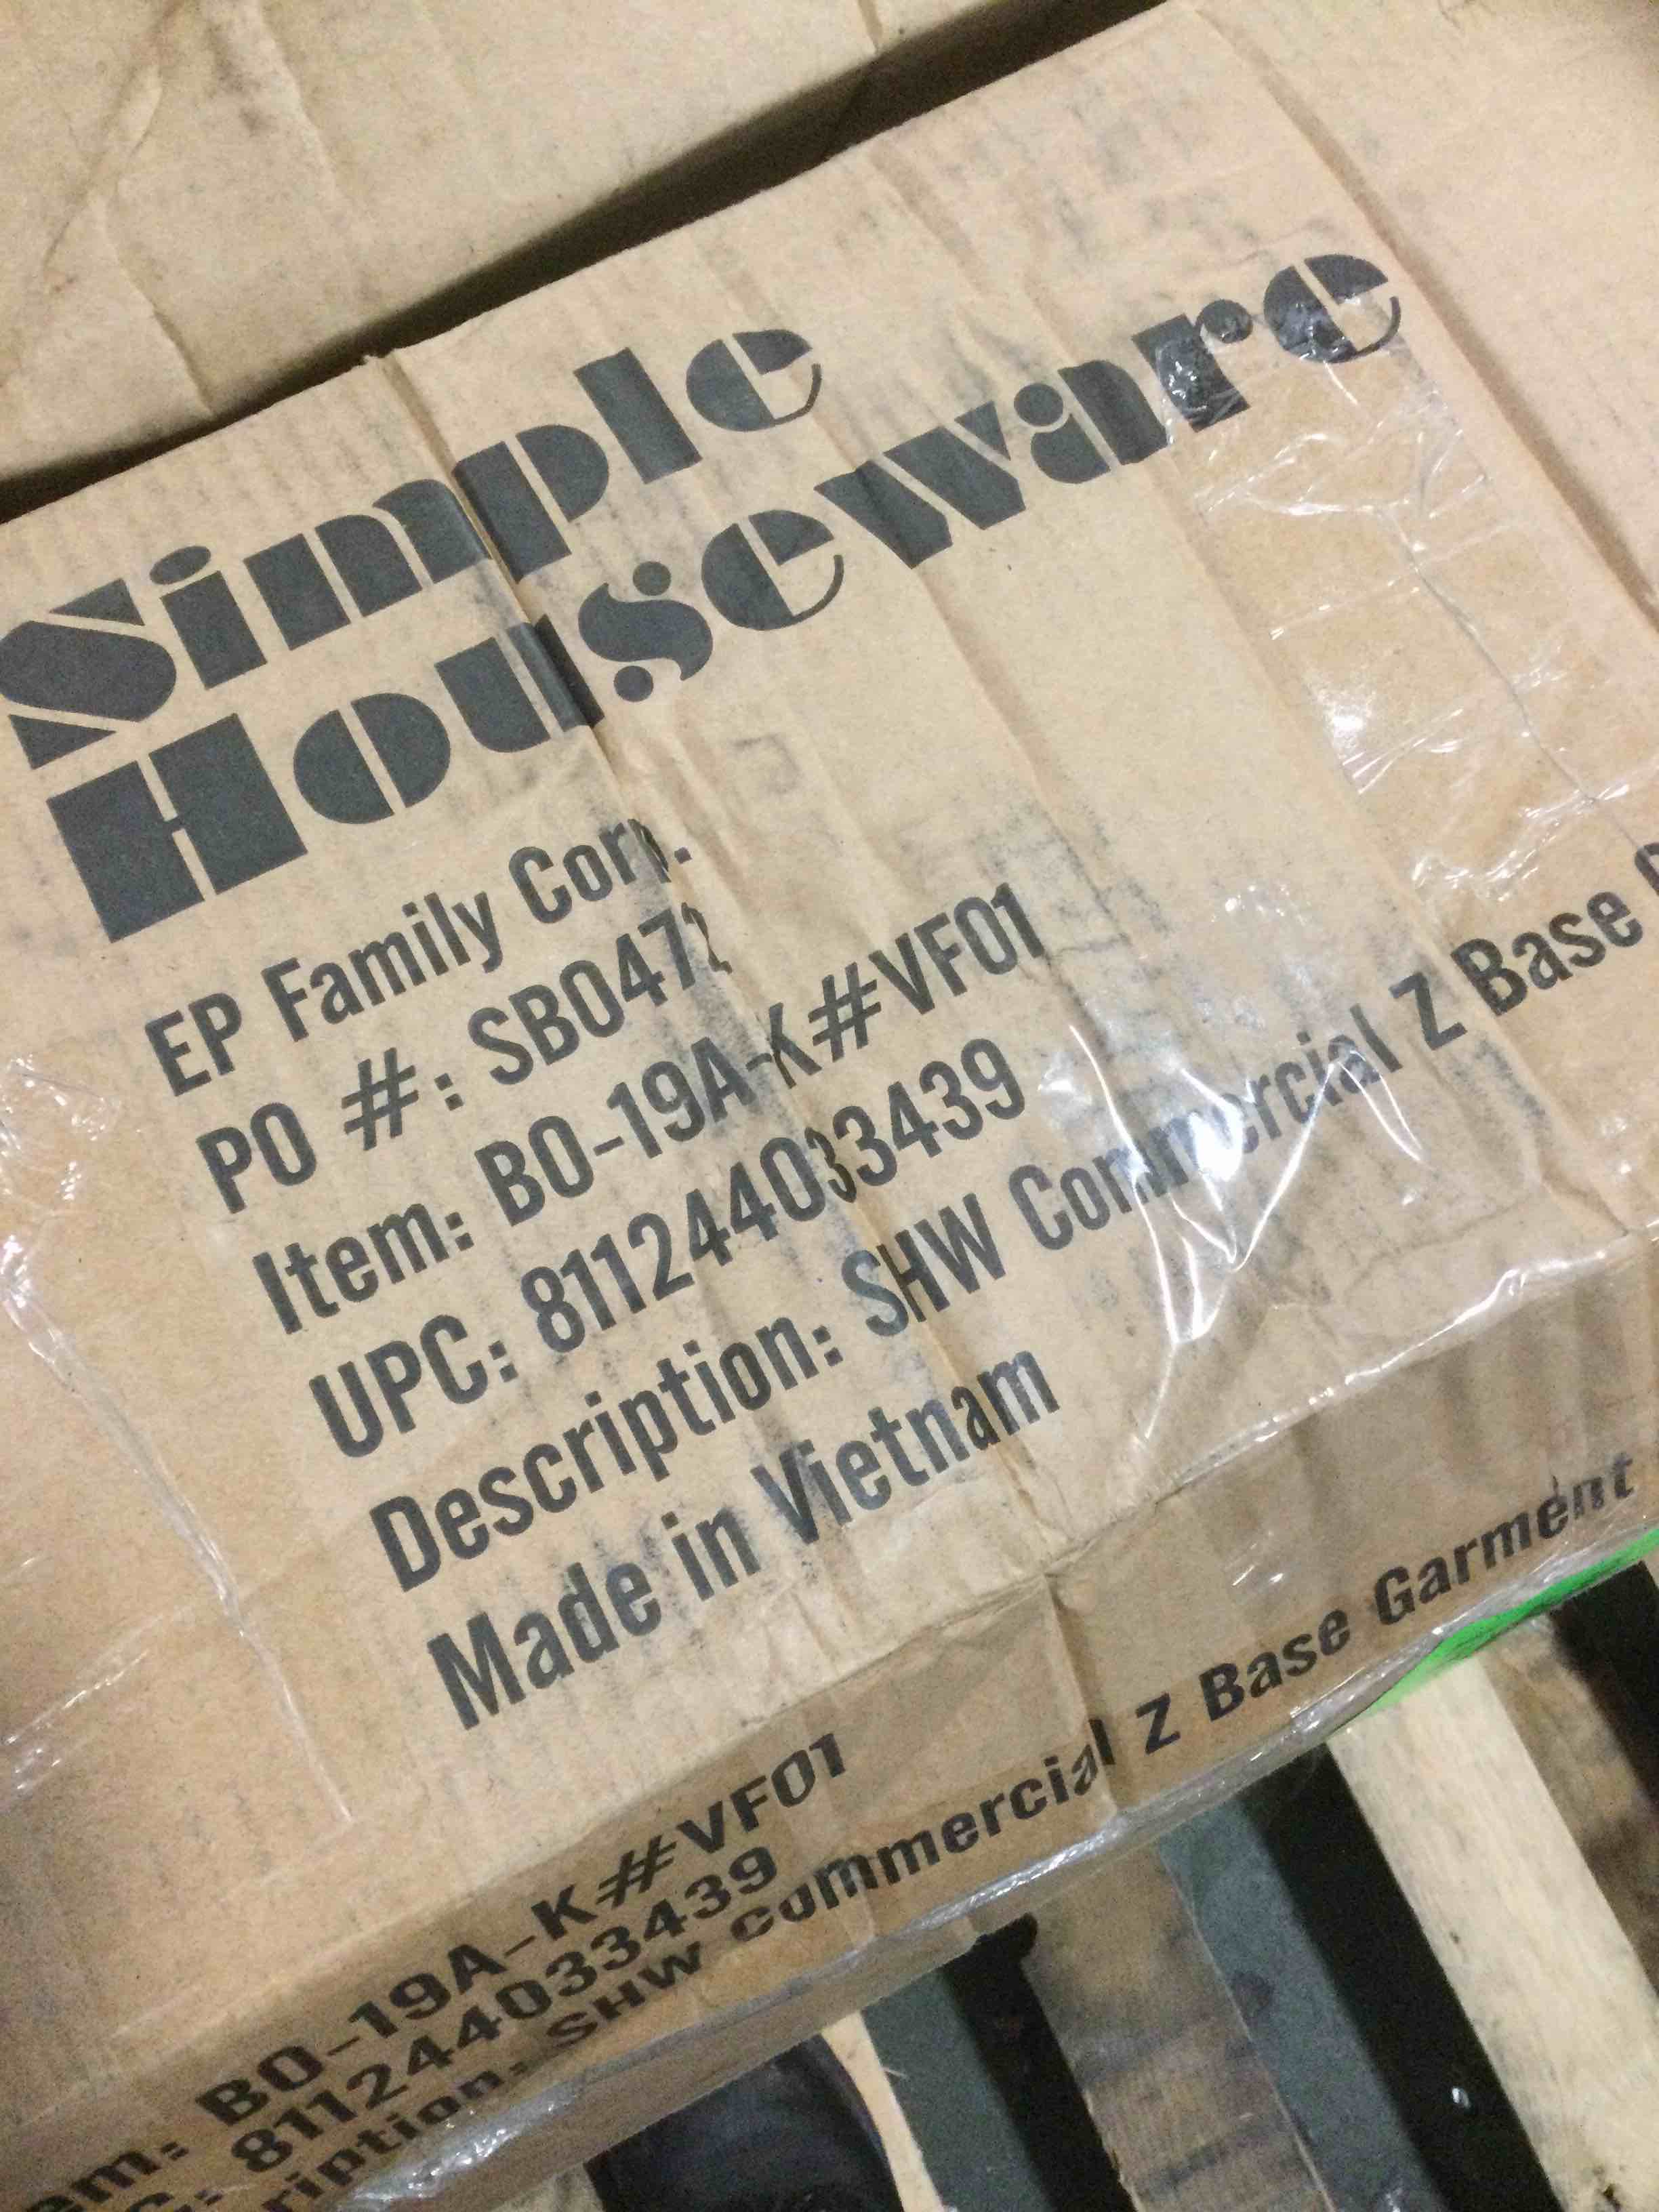 Simple
Houseware
EP Family Corp.
PO #: 
Item: BO-19A-K#VF01
UPC: 811244033439
Description: SHW Commercial Z Base
Made in Vietnam
BO-19A-K#VF01
811244033439
SHW Commercial Z Base Garment